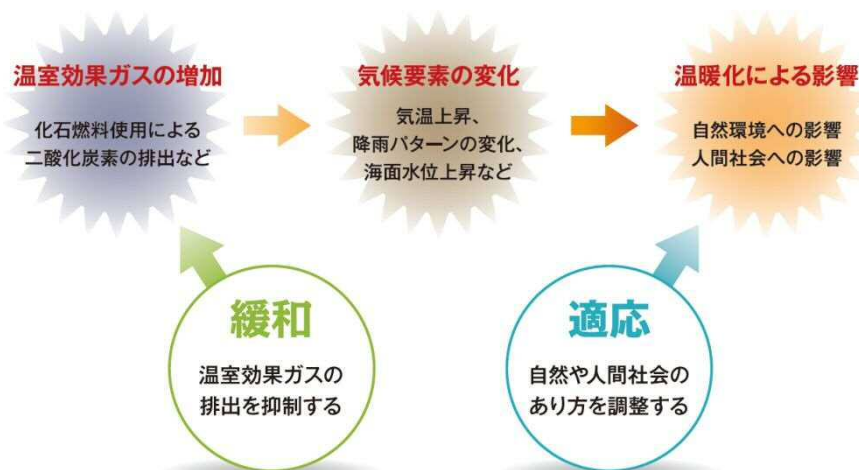 温室効果ガスの増加
化石燃料使用による
二酸化炭素の排出など
気候要素の変化
気温上昇、
降雨パターンの変化、
海面水位上昇など
温暖化による影響
自然環境への影響
人間社会への影響
緩和
温室効果ガスの
排出を抑制する
適応
自然や人間社会の
あり方を調整する